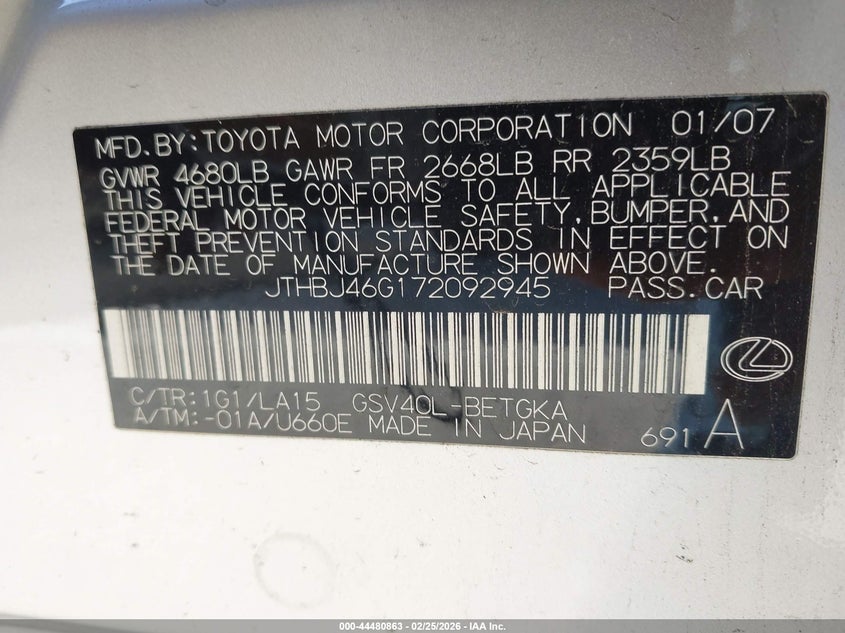 MFD. BY: TOYOTA MOTOR CORPORATION 01/07
GVWR 4680LB GAWR FR 2668LB RR 2359LB
THIS VEHICLE CONFORMS TO ALL APPLICABLE
FEDERAL MOTOR VEHICLE SAFETY, BUMPER, AND
THEFT PREVENTION STANDARDS IN EFFECT ON
THE DATE OF MANUFACTURE SHOWN ABOVE.
JTHBJ46G172092945 PASS. CAR
C/TR: 1G1/LA15 GSV40L-BETGKA
A/TM: -01A/U660E MADE IN JAPAN 691 A
000-44480863 - 02/25/2026 - IAA Inc.